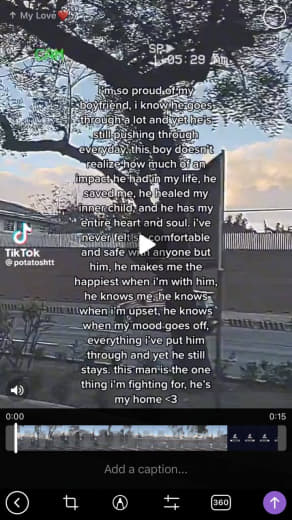 ↑ My Love❤️
SP
5:29 Am
i'm so proud of my
boyfriend, i know he goes
through a lot and yet he's
still pushing through
everyday. this boy doesn't
realize how much of an
impact he had in my life, he
saved me, he healed my
inner child, and he has my
entire heart and soul. i've
never felt so comfortable
and safe with anyone but
him, he makes me the
happiest when i'm with him,
he knows me, he knows
when i'm upset, he knows
when my mood goes off,
everything i've put him
through and yet he still
stays. this man is the one
thing i'm fighting for, he's
my home <3
TikTok
@potatoshtt
0:00
0:15
Add a caption...
360